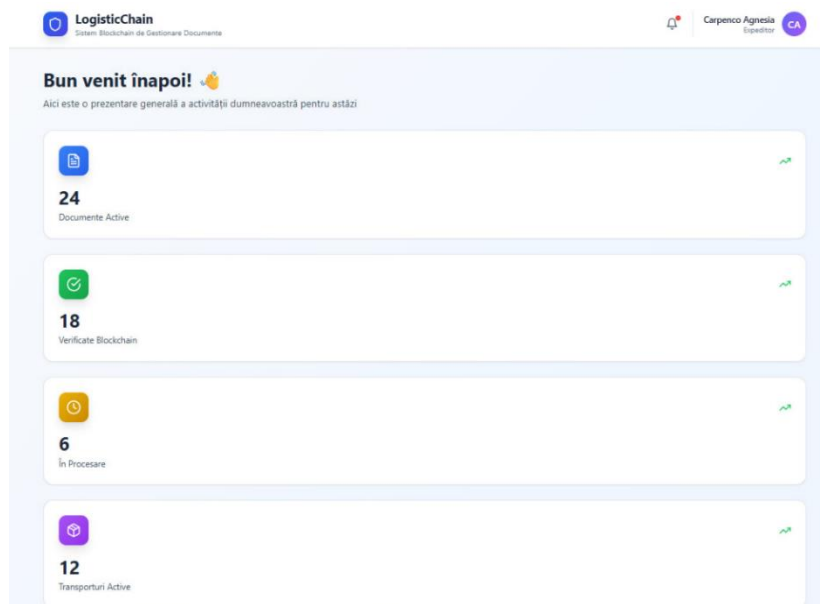 LogisticChain
Sistem Blockchain de Gestionare Documente
Carpenco Agnesia
Expeditor
CA
Bun venit înapoi! 👋
Aici este o prezentare generală a activității dumneavoastră pentru astăzi
24
Documente Active
18
Verificate Blockchain
6
În Procesare
12
Transporturi Active